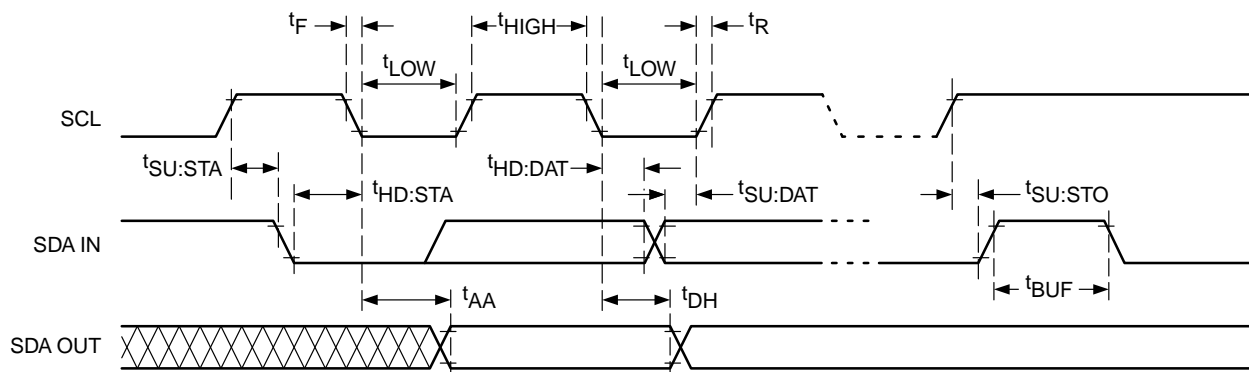 tF
tHIGH
tR
tLOW
tLOW
SCL
tSU:STA
tHD:STA
tHD:DAT
tSU:DAT
tSU:STO
SDA IN
tBUF
tAA
tDH
SDA OUT